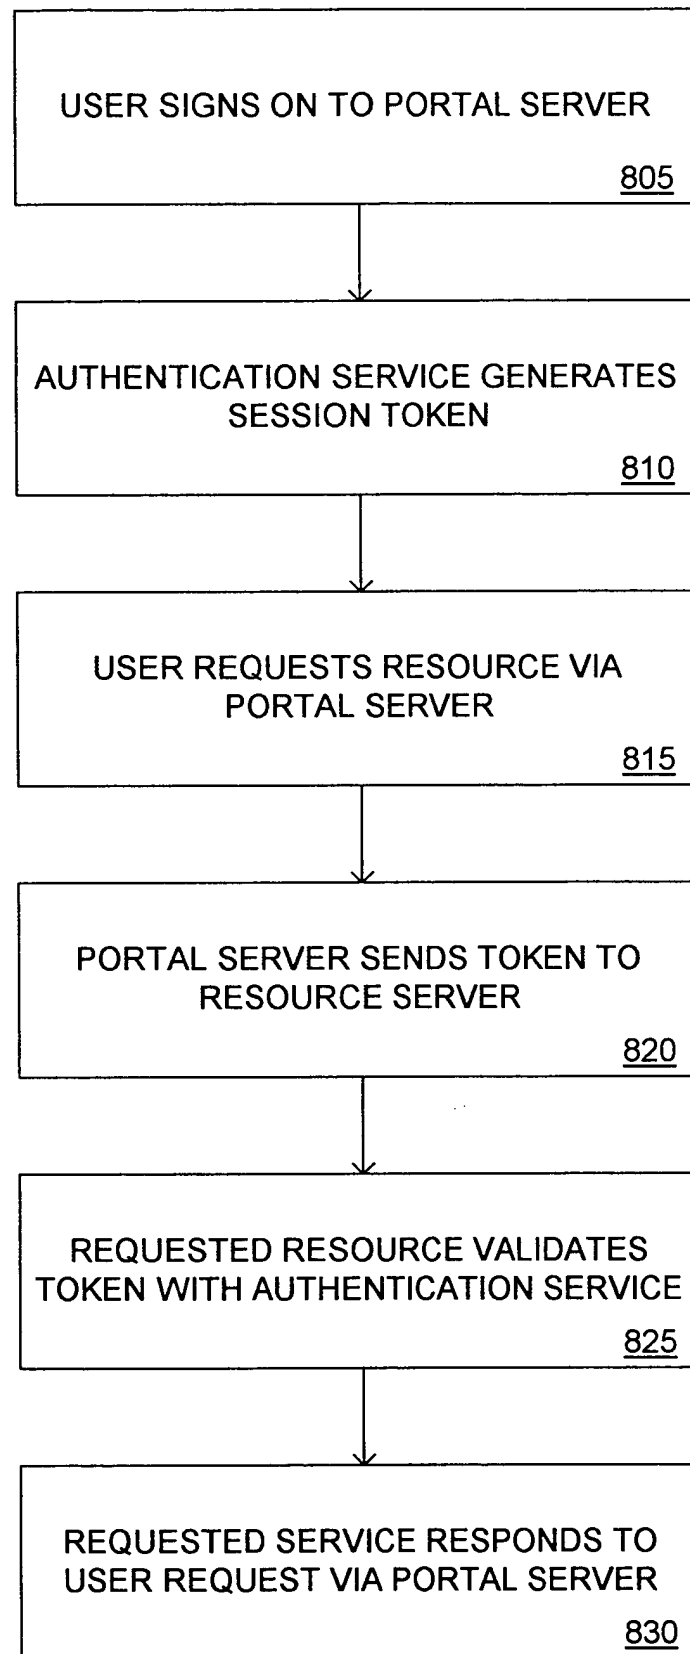 USER SIGNS ON TO PORTAL SERVER
805
AUTHENTICATION SERVICE GENERATES
SESSION TOKEN
810
USER REQUESTS RESOURCE VIA
PORTAL SERVER
815
PORTAL SERVER SENDS TOKEN TO
RESOURCE SERVER
820
REQUESTED RESOURCE VALIDATES
TOKEN WITH AUTHENTICATION SERVICE
825
REQUESTED SERVICE RESPONDS TO
USER REQUEST VIA PORTAL SERVER
830